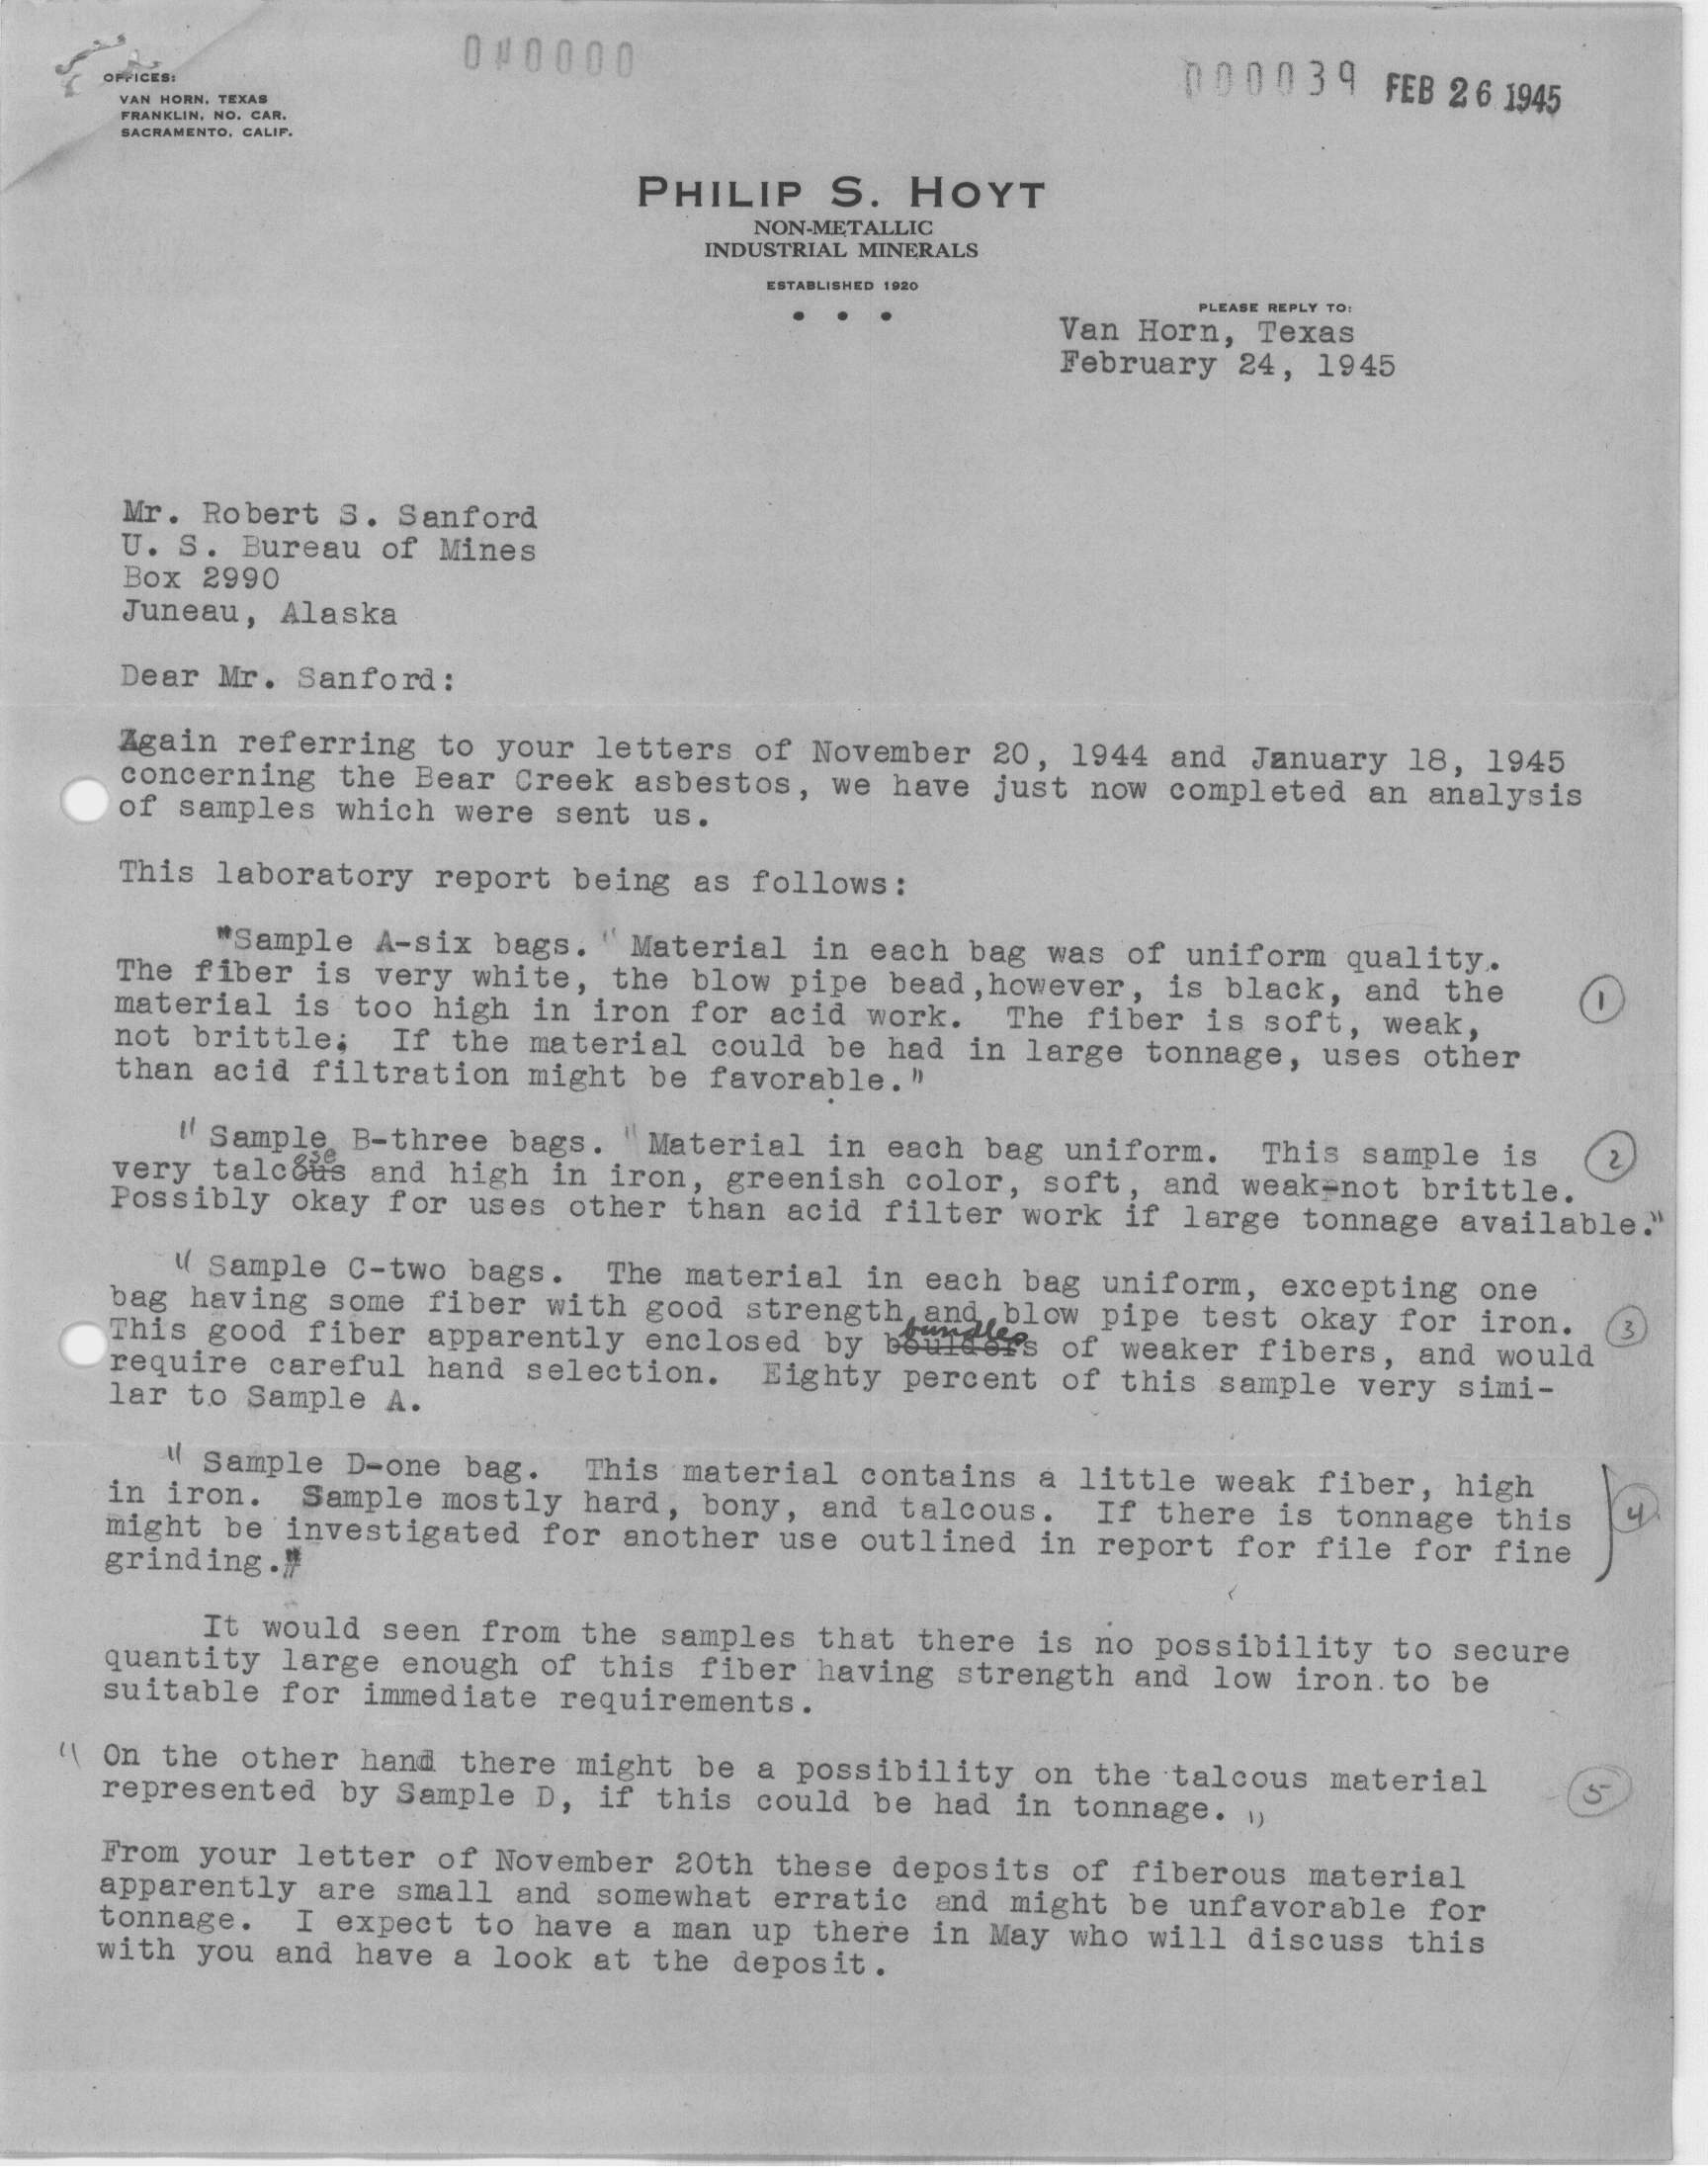 000000
000039 FEB 26 1945
OFFICES:
VAN HORN, TEXAS
FRANKLIN, NO. CAR.
SACRAMENTO, CALIF.
PHILIP S. HOYT
NON-METALLIC
INDUSTRIAL MINERALS
ESTABLISHED 1920
PLEASE REPLY TO:
Van Horn, Texas
February 24, 1945
Mr. Robert S. Sanford
U. S. Bureau of Mines
Box 2990
Juneau, Alaska
Dear Mr. Sanford:
Again referring to your letters of November 20, 1944 and January 18, 1945
concerning the Bear Creek asbestos, we have just now completed an analysis
of samples which were sent us.
This laboratory report being as follows:
"Sample A-six bags. " Material in each bag was of uniform quality.
The fiber is very white, the blow pipe bead,however, is black, and the
material is too high in iron for acid work. The fiber is soft, weak, 1
not brittle; If the material could be had in large tonnage, uses other
than acid filtration might be favorable."
" Sample B-three bags. " Material in each bag uniform. This sample is 2
very talcous ose and high in iron, greenish color, soft, and weak-not brittle.
Possibly okay for uses other than acid filter work if large tonnage available."
" Sample C-two bags. The material in each bag uniform, excepting one
bag having some fiber with good strength, and, blow pipe test okay for iron. 3
This good fiber apparently enclosed by boulders bundles of weaker fibers, and would
require careful hand selection. Eighty percent of this sample very simi-
lar to Sample A.
" Sample D-one bag. This material contains a little weak fiber, high
in iron. Sample mostly hard, bony, and talcous. If there is tonnage this 4
might be investigated for another use outlined in report for file for fine
grinding."
It would seen from the samples that there is no possibility to secure
quantity large enough of this fiber having strength and low iron to be
suitable for immediate requirements.
" On the other hand there might be a possibility on the talcous material 5
represented by Sample D, if this could be had in tonnage. "
From your letter of November 20th these deposits of fiberous material
apparently are small and somewhat erratic and might be unfavorable for
tonnage. I expect to have a man up there in May who will discuss this
with you and have a look at the deposit.